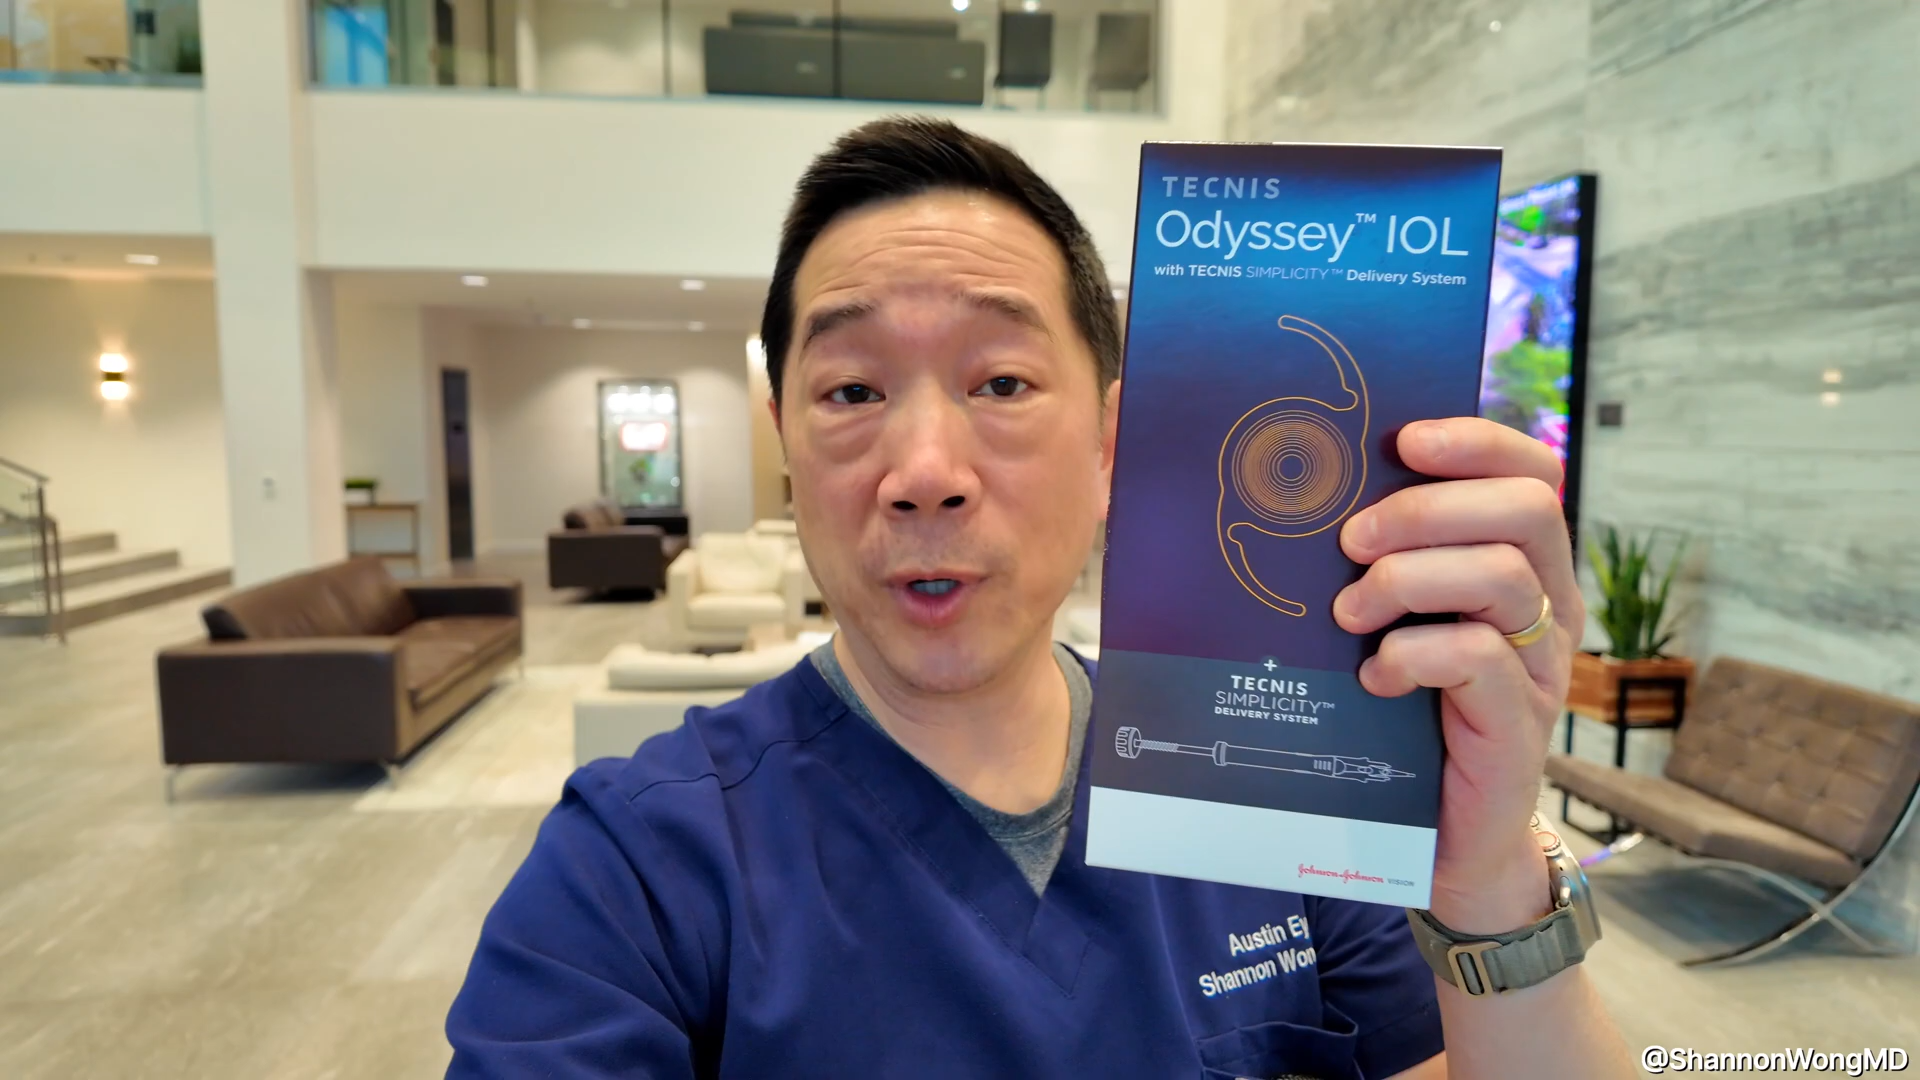 TECNIS
Odyssey™ IOL
with TECNIS SIMPLICITY™ Delivery System
+
TECNIS
SIMPLICITY™
DELIVERY SYSTEM
Johnson & Johnson VISION
Austin Ey
Shannon Won
@ShannonWongMD